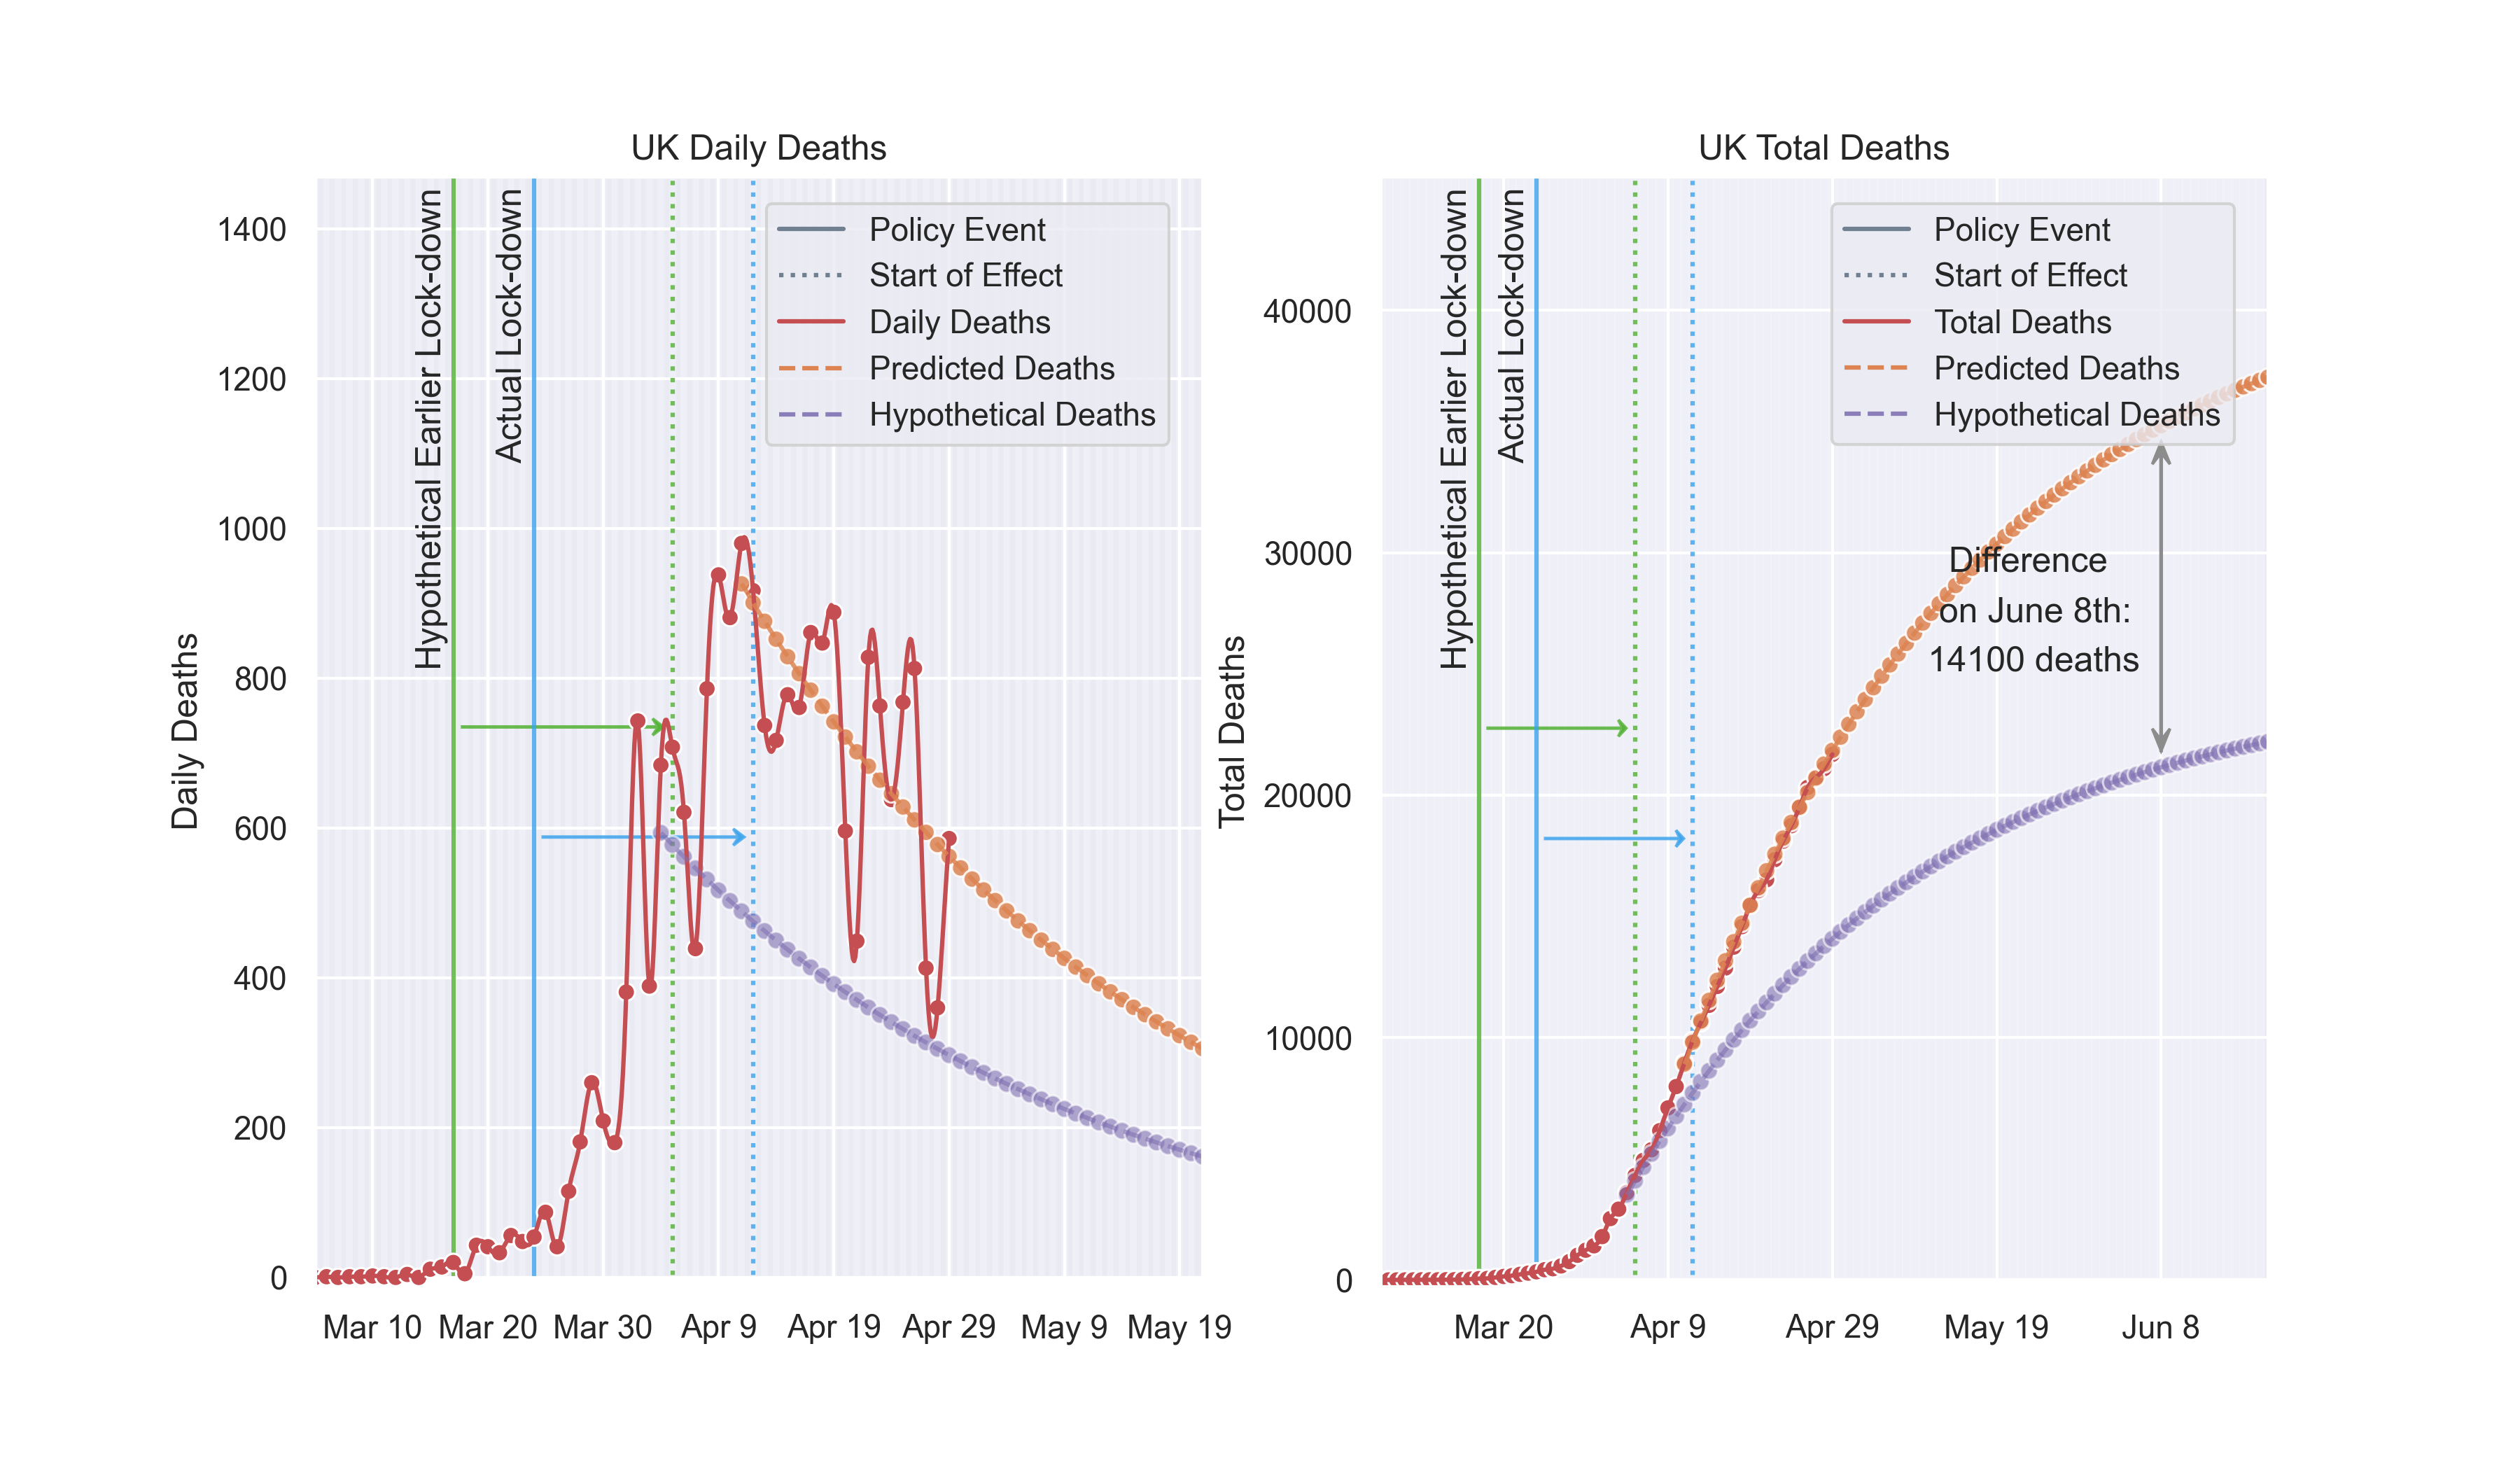 UK Daily Deaths
1400
1200
1000
800
600
400
200
0
Daily Deaths
Hypothetical Earlier Lock-down
Actual Lock-down
Policy Event
Start of Effect
Daily Deaths
Predicted Deaths
Hypothetical Deaths
Mar 10
Mar 20
Mar 30
Apr 9
Apr 19
Apr 29
May 9
May 19
UK Total Deaths
40000
30000
20000
10000
0
Total Deaths
Hypothetical Earlier Lock-down
Actual Lock-down
Policy Event
Start of Effect
Total Deaths
Predicted Deaths
Hypothetical Deaths
Difference
on June 8th:
14100 deaths
Mar 20
Apr 9
Apr 29
May 19
Jun 8